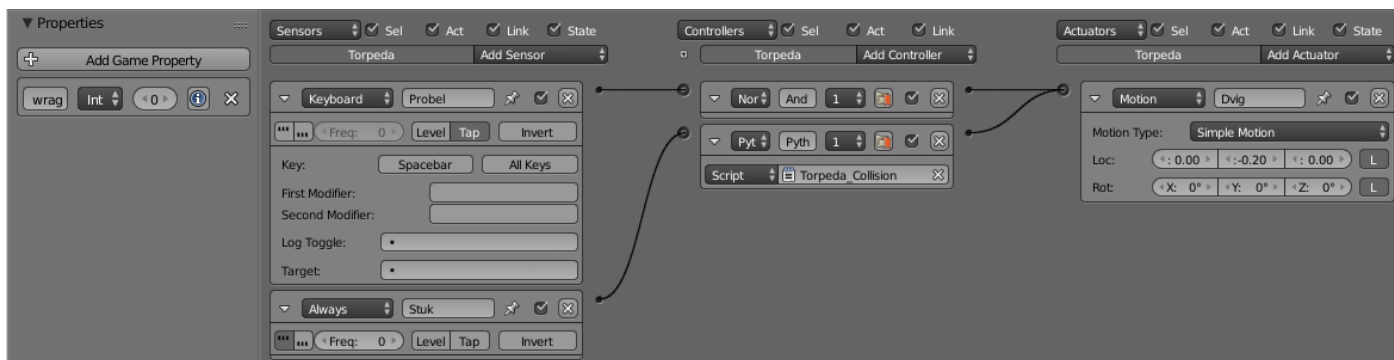 Properties
Add Game Property
wrag Int 0
Sensors Sel Act Link State
Torpeda Add Sensor
Keyboard Probel
Freq: 0 Level Tap Invert
Key: Spacebar All Keys
First Modifier:
Second Modifier:
Log Toggle:
Target:
Always Stuk
Freq: 0 Level Tap Invert
Controllers Sel Act Link
Torpeda Add Controller
Nor And 1
Pyt Pyth 1
Script Torpeda_Collision
Actuators Sel Act Link State
Torpeda Add Actuator
Motion Dvig
Motion Type: Simple Motion
Loc: : 0.00 :-0.20 : 0.00 L
Rot: X: 0° Y: 0° Z: 0° L